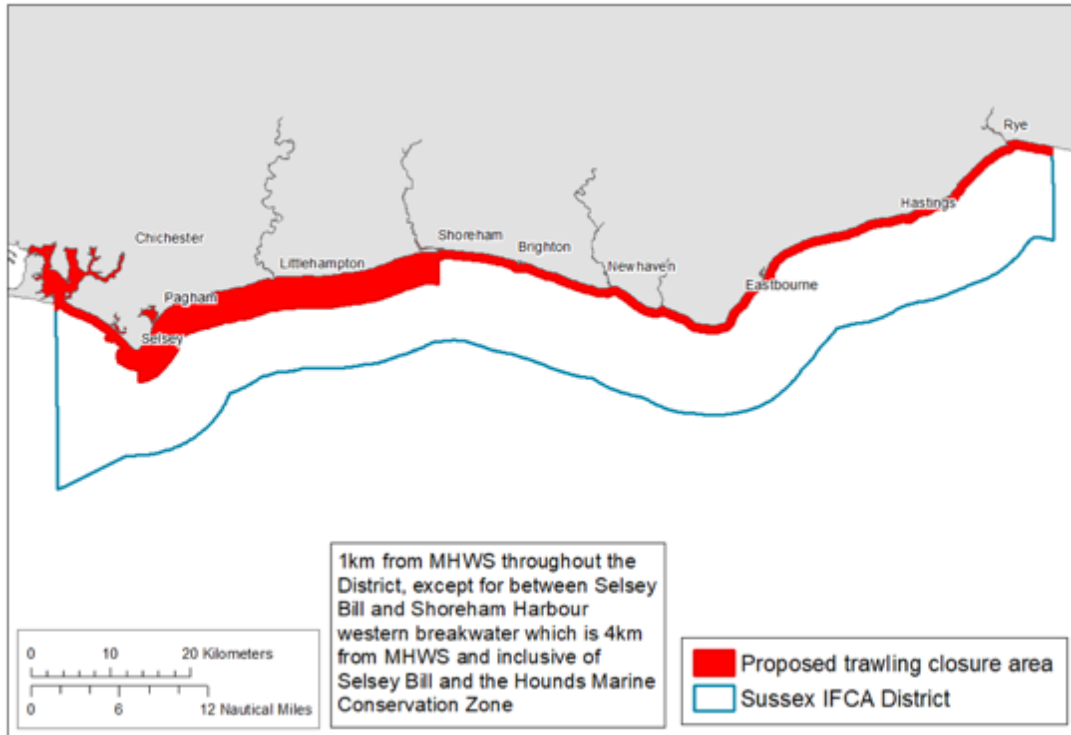 Rye
Hastings
Chichester
Shoreham
Brighton
Littlehampton
Newhaven
Eastbourne
Pagham
Selsey
1km from MHWS throughout the
District, except for between Selsey
Bill and Shoreham Harbour
western breakwater which is 4km
from MHWS and inclusive of
Selsey Bill and the Hounds Marine
Conservation Zone
0 10 20 Kilometers
0 6 12 Nautical Miles
Proposed trawling closure area
Sussex IFCA District